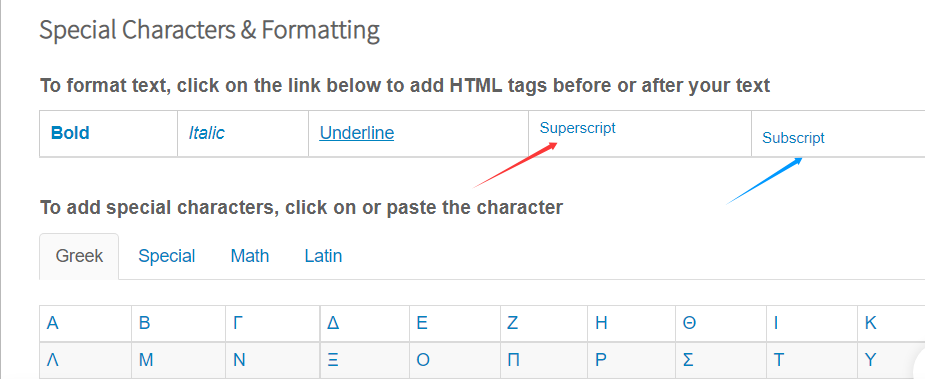 Special Characters & Formatting
To format text, click on the link below to add HTML tags before or after your text
Bold Italic Underline Superscript Subscript
To add special characters, click on or paste the character
Greek Special Math Latin
Α Β Γ Δ Ε Ζ Η Θ Ι Κ
Λ Μ Ν Ξ Ο Π Ρ Σ Τ Υ